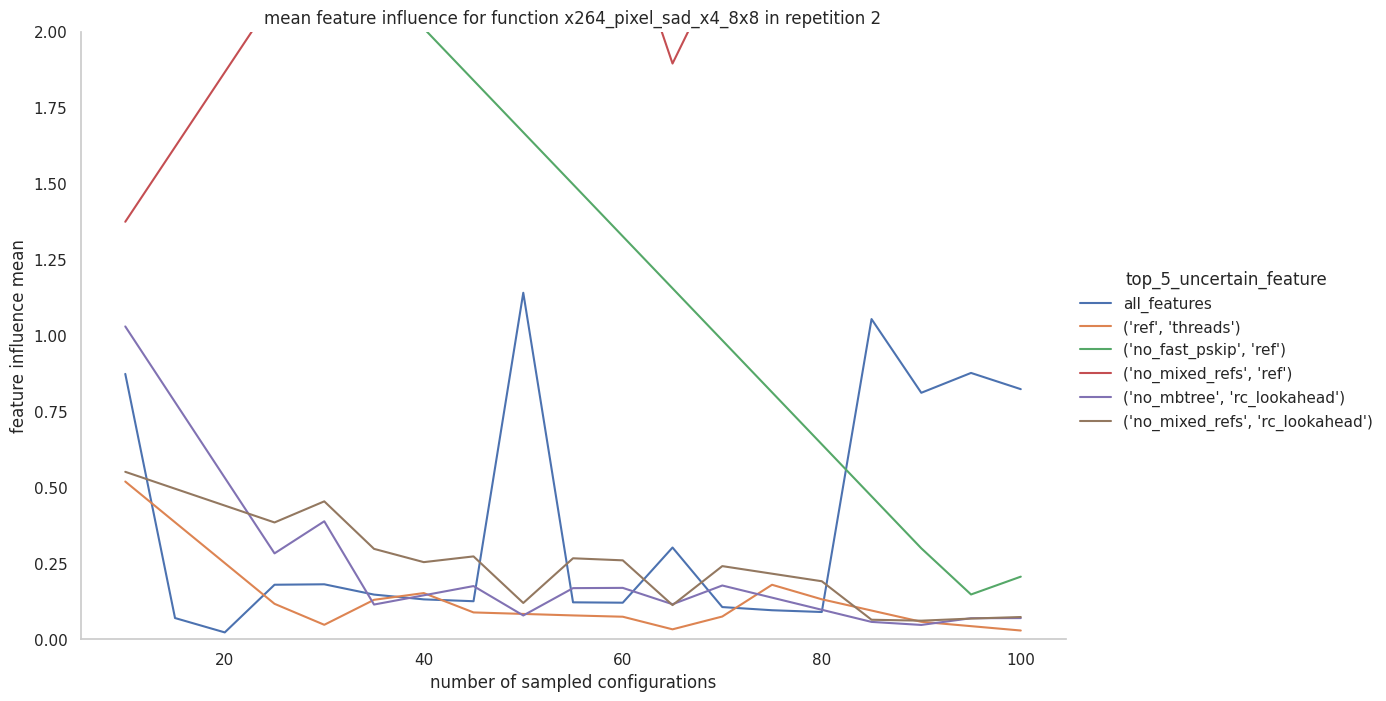 mean feature influence for function x264_pixel_sad_x4_8x8 in repetition 2
2.00
1.75
1.50
1.25
1.00
0.75
0.50
0.25
0.00
feature influence mean
20
40
60
80
100
number of sampled configurations
top_5_uncertain_feature
all_features
('ref', 'threads')
('no_fast_pskip', 'ref')
('no_mixed_refs', 'ref')
('no_mbtree', 'rc_lookahead')
('no_mixed_refs', 'rc_lookahead')